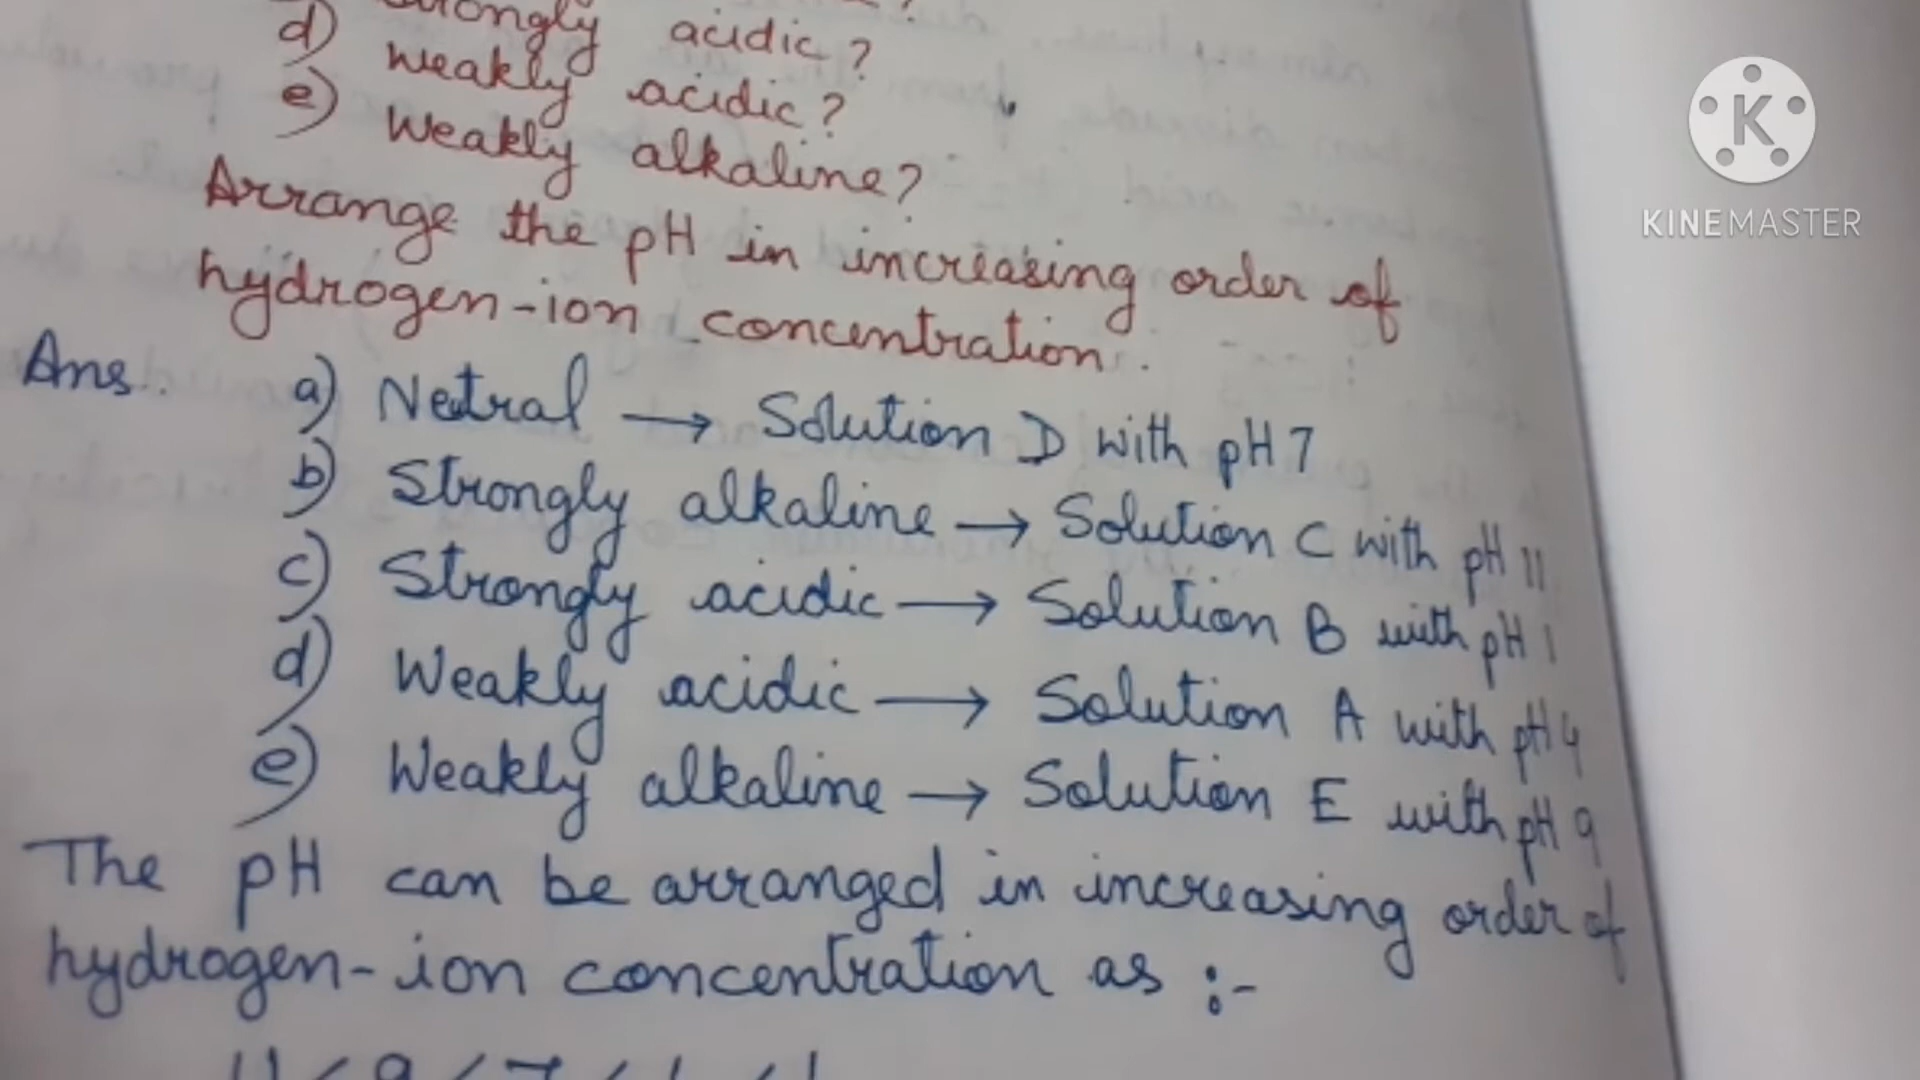 d) Strongly acidic?
e) weakly acidic?
Weakly alkaline?
Arrange the pH in increasing order of
hydrogen-ion concentration.
Ans. a) Netral → Solution D with pH 7
b) Strongly alkaline → Solution C with pH 11
c) Strongly acidic → Solution B with pH 1
d) Weakly acidic → Solution A with pH 4
e) Weakly alkaline → Solution E with pH 9
The pH can be arranged in increasing order of
hydrogen-ion concentration as :-
11 < 9 < 7 <
K
KINEMASTER